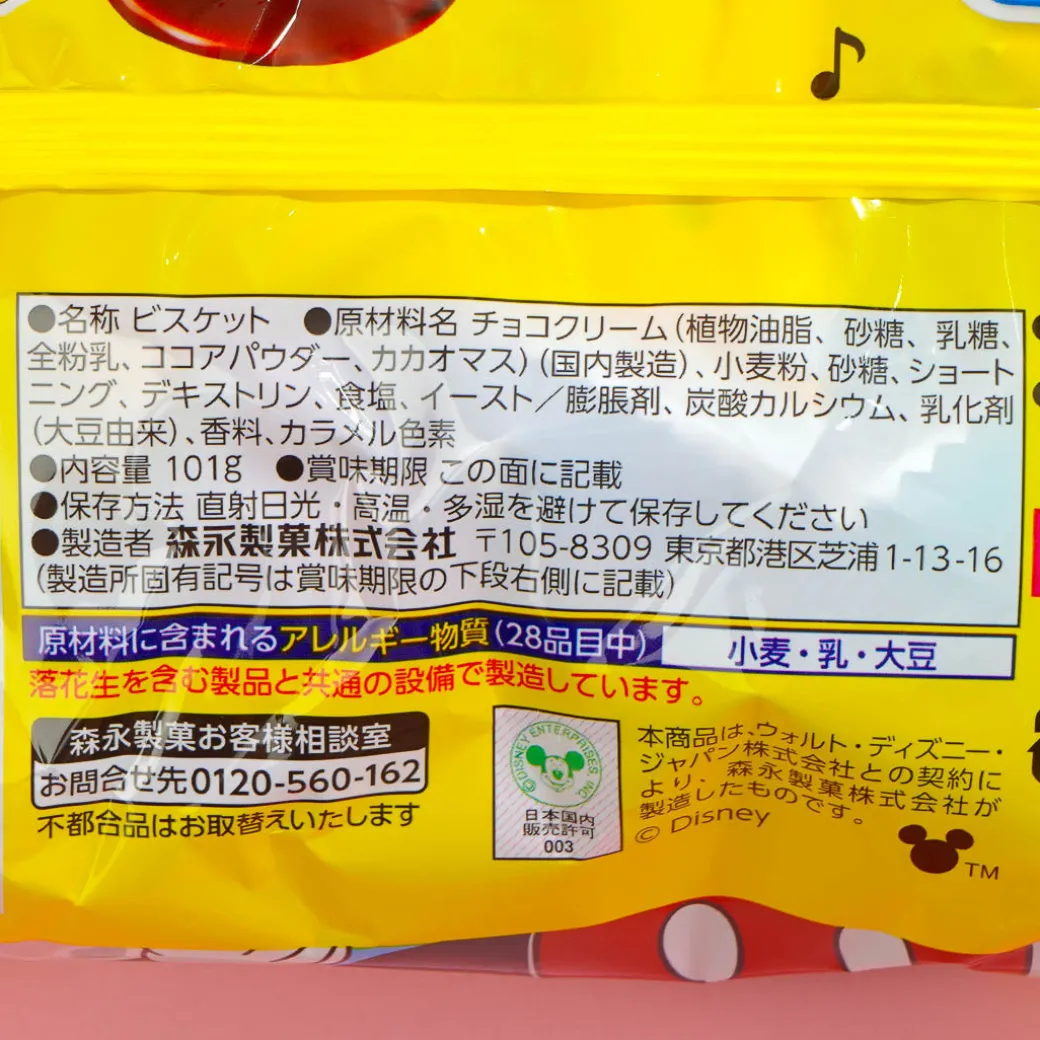 ●名称 ビスケット ●原材料名 チョコクリーム(植物油脂、砂糖、乳糖、
全粉乳、ココアパウダー、カカオマス)(国内製造)、小麦粉、砂糖、ショート
ニング、デキストリン、食塩、イースト/膨脹剤、炭酸カルシウム、乳化剤
(大豆由来)、香料、カラメル色素
●内容量 101g ●賞味期限 この面に記載
●保存方法 直射日光・高温・多湿を避けて保存してください
●製造者 森永製菓株式会社 〒105-8309 東京都港区芝浦1-13-16
(製造所固有記号は賞味期限の下段右側に記載)
原材料に含まれるアレルギー物質(28品目中) 小麦・乳・大豆
落花生を含む製品と共通の設備で製造しています。
森永製菓お客様相談室
お問合せ先0120-560-162
不都合品はお取替えいたします
©DISNEY ENTERPRISES INC
日本国内
販売許可
003
本商品は、ウォルト・ディズニー・
ジャパン株式会社との契約に
より、森永製菓株式会社が
製造したものです。
© Disney
TM